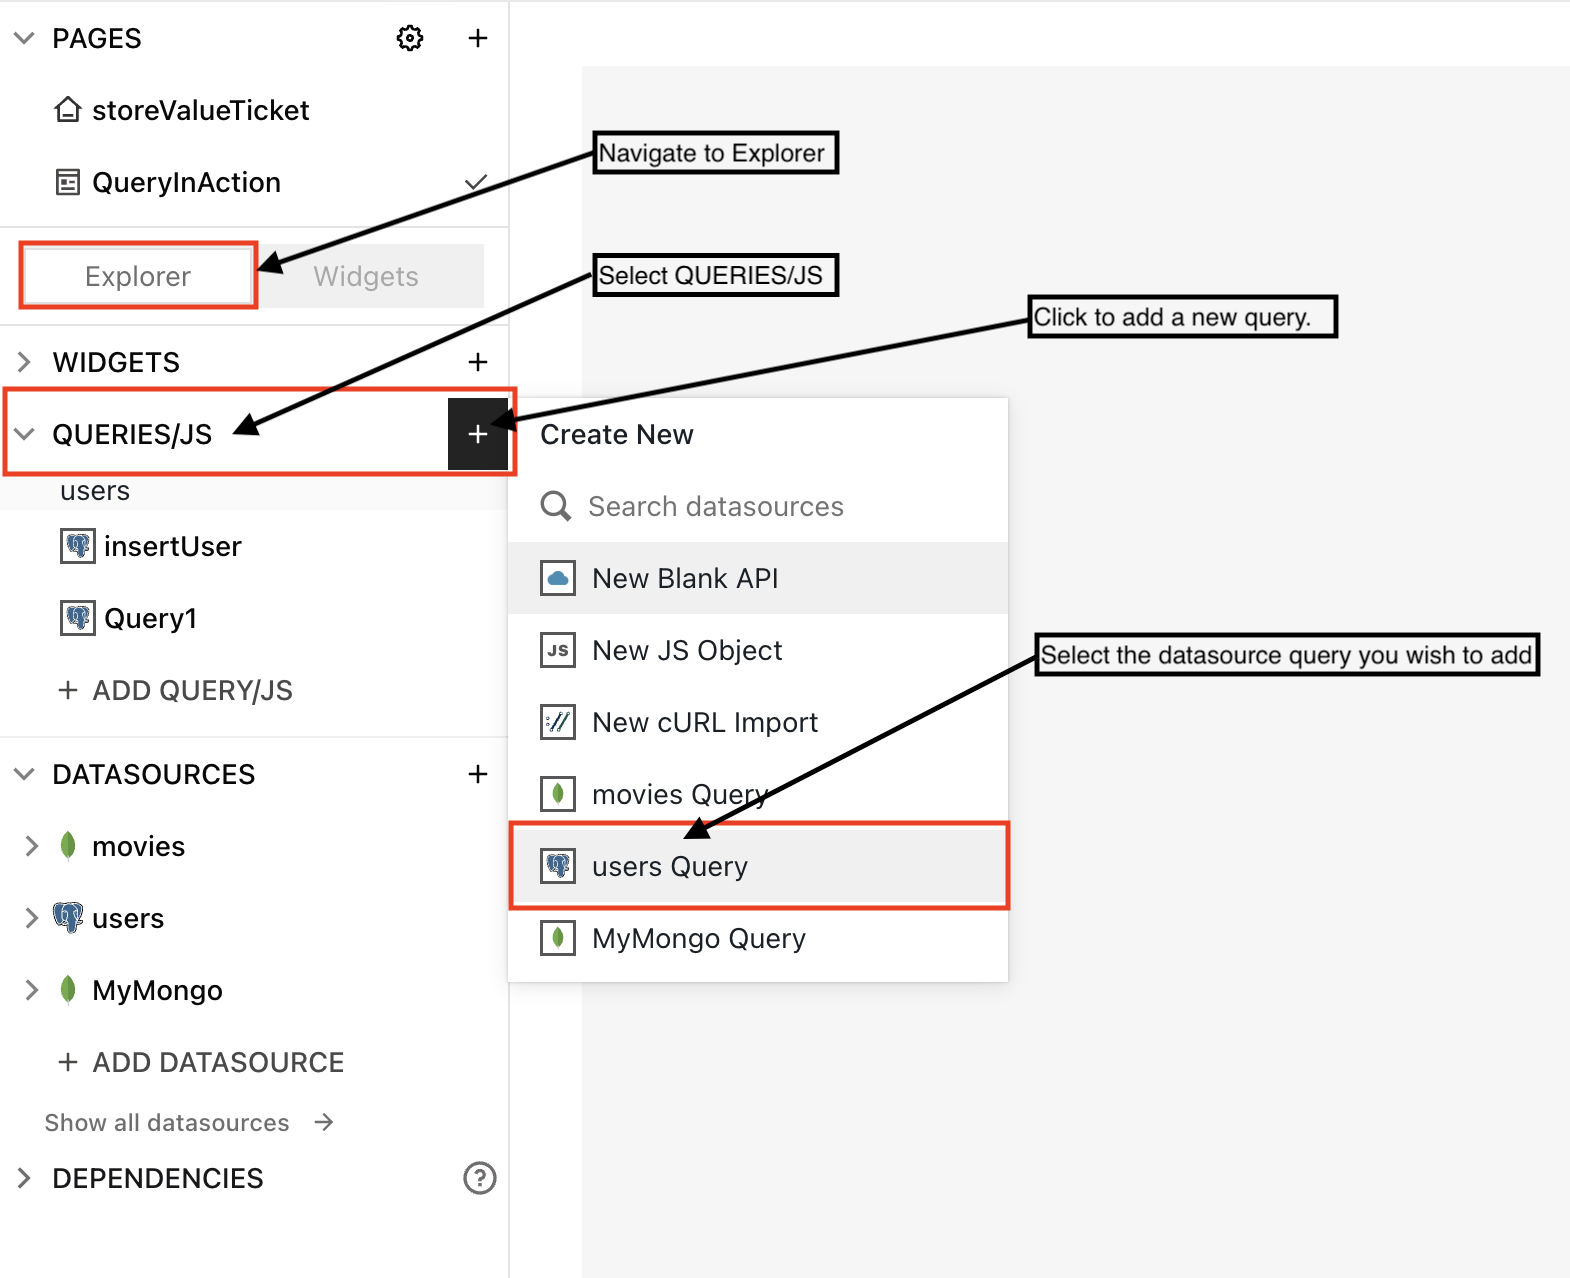 PAGES
storeValueTicket
QueryInAction
Navigate to Explorer
Explorer
Widgets
Select QUERIES/JS
Click to add a new query.
WIDGETS
QUERIES/JS
users
insertUser
Query1
ADD QUERY/JS
Create New
Search datasources
New Blank API
JS New JS Object
New cURL Import
movies Query
users Query
MyMongo Query
Select the datasource query you wish to add
DATASOURCES
movies
users
MyMongo
ADD DATASOURCE
Show all datasources
DEPENDENCIES